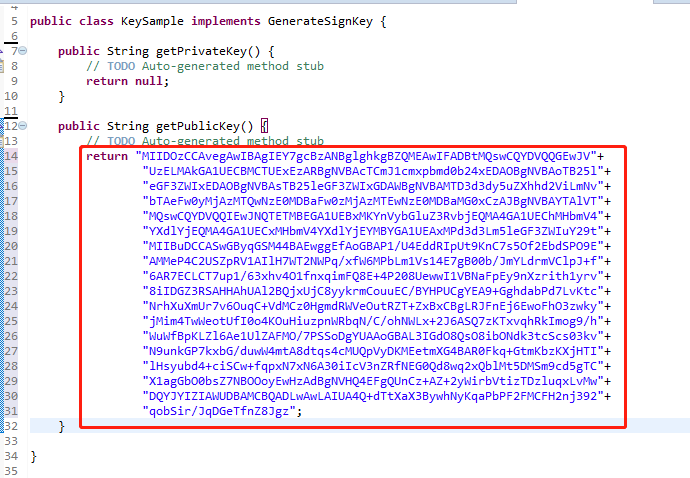 4
5 public class KeySample implements GenerateSignKey {
6
7 public String getPrivateKey() {
8 // TODO Auto-generated method stub
9 return null;
10 }
11
12 public String getPublicKey() {
13 // TODO Auto-generated method stub
14 return "MIIDOzCCAvegAwIBAgIEY7gcBzANBglghkgBZQMEAwIFADBtMQswCQYDVQQGEwJV"+
15 "UzELMAkGA1UECBMCTUExEzARBgNVBAcTCmJ1cmxpbmd0b24xEDAOBgNVBAoTB25l"+
16 "eGF3ZWIxEDAOBgNVBAsTB25leGF3ZWIxGDAWBgNVBAMTD3d3dy5uZXhhd2ViLmNv"+
17 "bTAeFw0yMjAzMTQwNzE0MDBaFw0zMjAzMTEwNzE0MDBaMG0xCzAJBgNVBAYTAlVT"+
18 "MQswCQYDVQQIEwJNQTETMBEGA1UEBxMKYnVybGluZ3RvbjEQMA4GA1UEChMHbmV4"+
19 "YXdlYjEQMA4GA1UECxMHbmV4YXdlYjEYMBYGA1UEAxMPd3d3Lm5leGF3ZWIuY29t"+
20 "MIIBuDCCASwGByqGSM44BAEwggEfAoGBAP1/U4EddRIpUt9KnC7s5Of2EbdSPO9E"+
21 "AMMeP4C2USZpRV1AIlH7WT2NWPq/xfW6MPbLm1Vs14E7gB00b/JmYLdrmVClpJ+f"+
22 "6AR7ECLCT7up1/63xhv4O1fnxqimFQ8E+4P208UewwI1VBNaFpEy9nXzrith1yrv"+
23 "8iIDGZ3RSAHHAhUAl2BQjxUjC8yykrmCouuEC/BYHPUCgYEA9+GghdabPd7LvKtc"+
24 "NrhXuXmUr7v6OuqC+VdMCz0HgmdRWVeOutRZT+ZxBxCBgLRJFnEj6EwoFhO3zwky"+
25 "jMim4TwWeotUfI0o4KOuHiuzpnWRbqN/C/ohNWLx+2J6ASQ7zKTxvqhRkImog9/h"+
26 "WuWfBpKLZl6Ae1UlZAFMO/7PSSoDgYUAAoGBAL3IGdO8QsO8ibONdk3tcScs03kv"+
27 "N9unkGP7kxbG/duwW4mtA8dtqs4cMUQpVyDKMEetmXG4BAR0Fkq+GtmKbzKXjHTI"+
28 "lHsyubd4+ciSCw+fqpxN7xN6A30iIcV3nZRfNEG0Qd8wq2xQblMt5DMSm9cd5gTC"+
29 "X1agGbO0bsZ7NBOOoyEwHzAdBgNVHQ4EFgQUnCz+AZ+2yWirbVtizTDzluqxLvMw"+
30 "DQYJYIZIAWUDBAMCBQADLwAwLAIUA4Q+dTtXaX3BywhNyKqaPbPF2FMCFH2nj392"+
31 "qobSir/JqDGeTfnZ8Jgz";
32 }
33
34 }
35